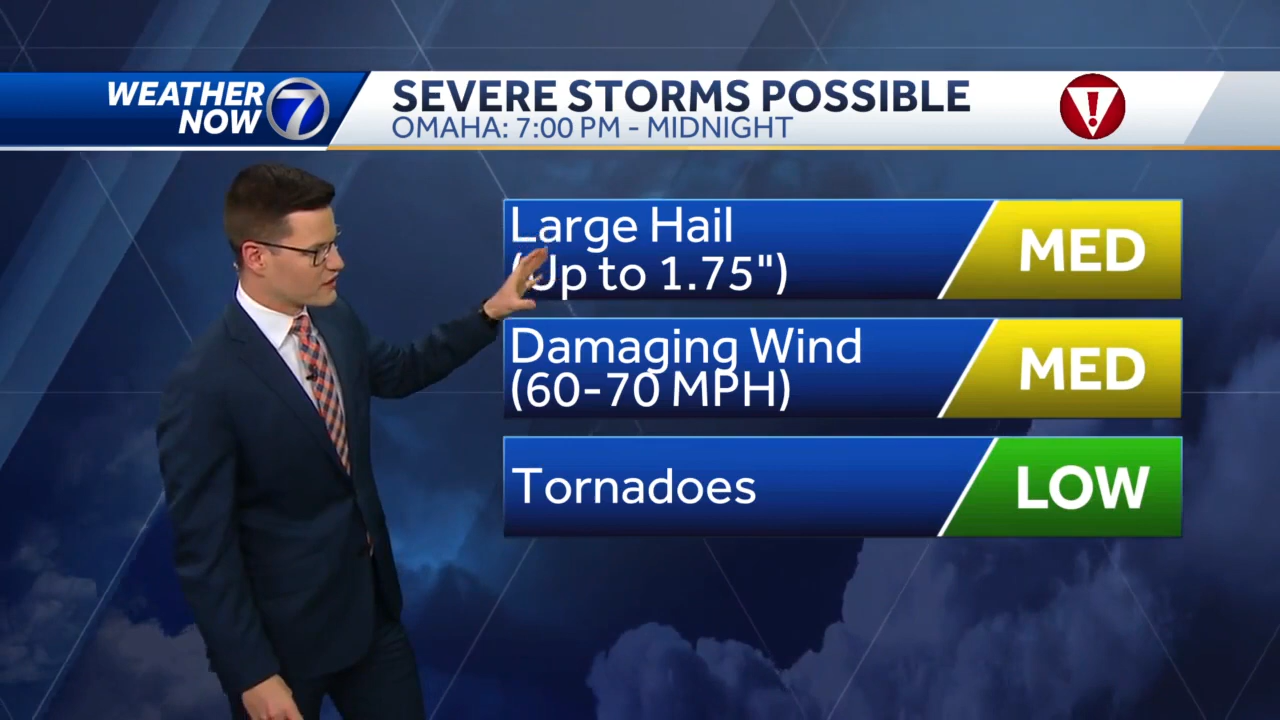 WEATHER
NOW
7
SEVERE STORMS POSSIBLE
OMAHA: 7:00 PM - MIDNIGHT
!
Large Hail
(Up to 1.75")
MED
Damaging Wind
(60-70 MPH)
MED
Tornadoes
LOW